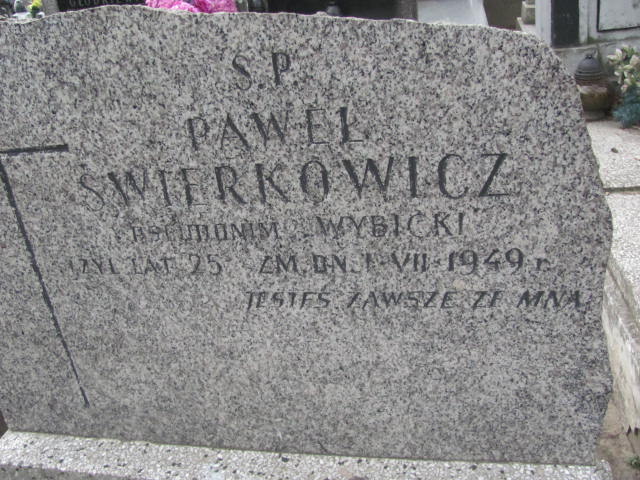 Ś.P.
PAWEŁ
ŚWIERKOWICZ
PSEUDONIM „WYBICKI"
ŻYŁ LAT 25 ZM. DN. 1-VII-1949 r.
JESTEŚ ZAWSZE ZE MNĄ